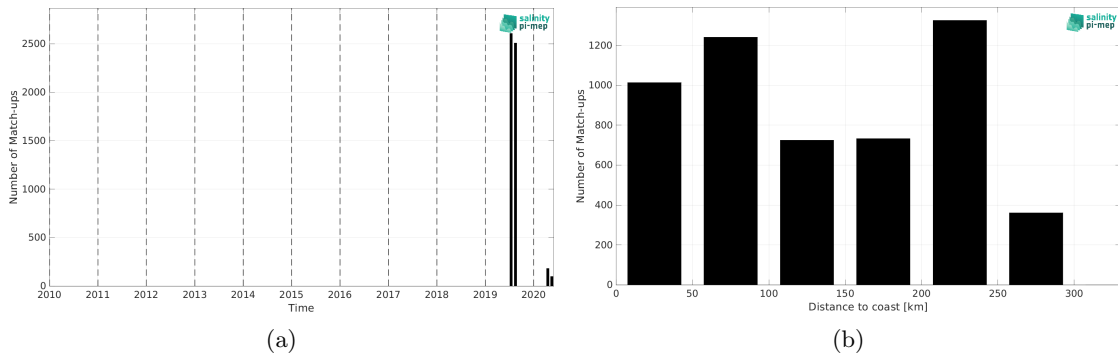 salinity
pi-mep
2500
2000
1500
1000
500
0
Number of Match-ups
2010 2011 2012 2013 2014 2015 2016 2017 2018 2019 2020
Time
(a)
salinity
pi-mep
1200
1000
800
600
400
200
0
Number of Match-ups
0 50 100 150 200 250 300
Distance to coast [km]
(b)